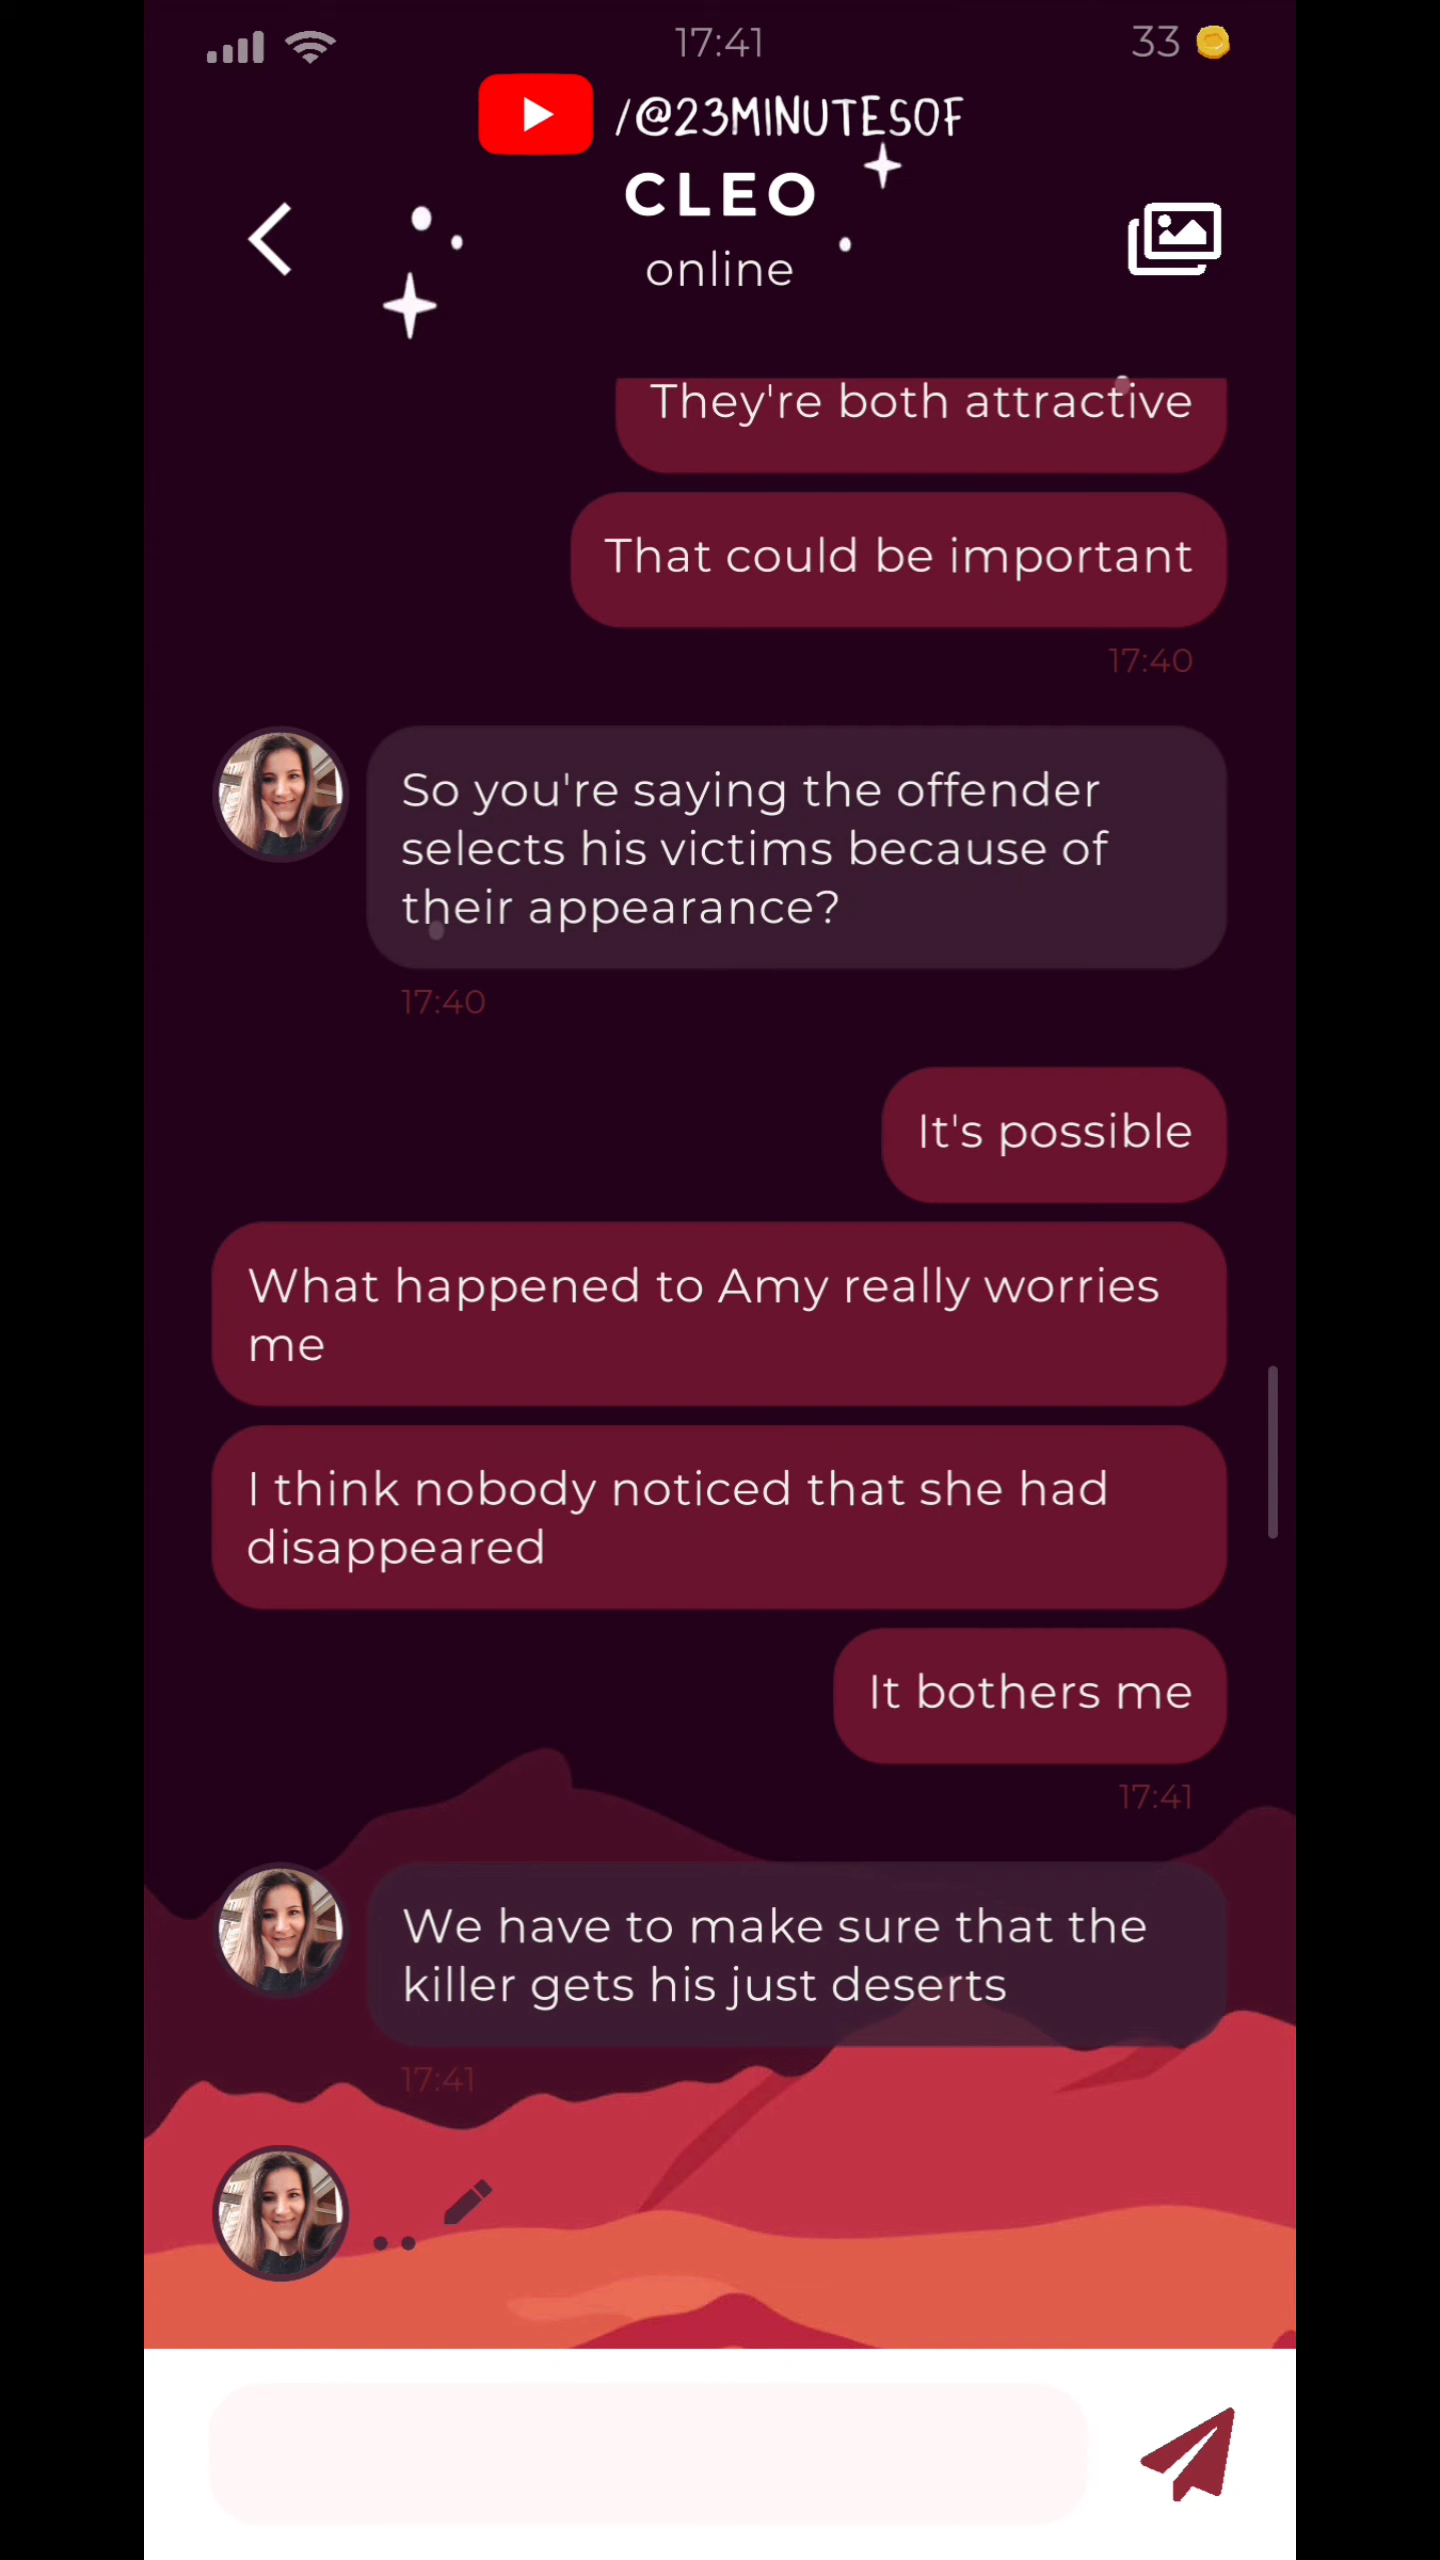 17:41
33
/@23MINUTESOF
CLEO
online
They're both attractive
That could be important
17:40
So you're saying the offender
selects his victims because of
their appearance?
17:40
It's possible
What happened to Amy really worries
me
I think nobody noticed that she had
disappeared
It bothers me
17:41
We have to make sure that the
killer gets his just deserts
17:41